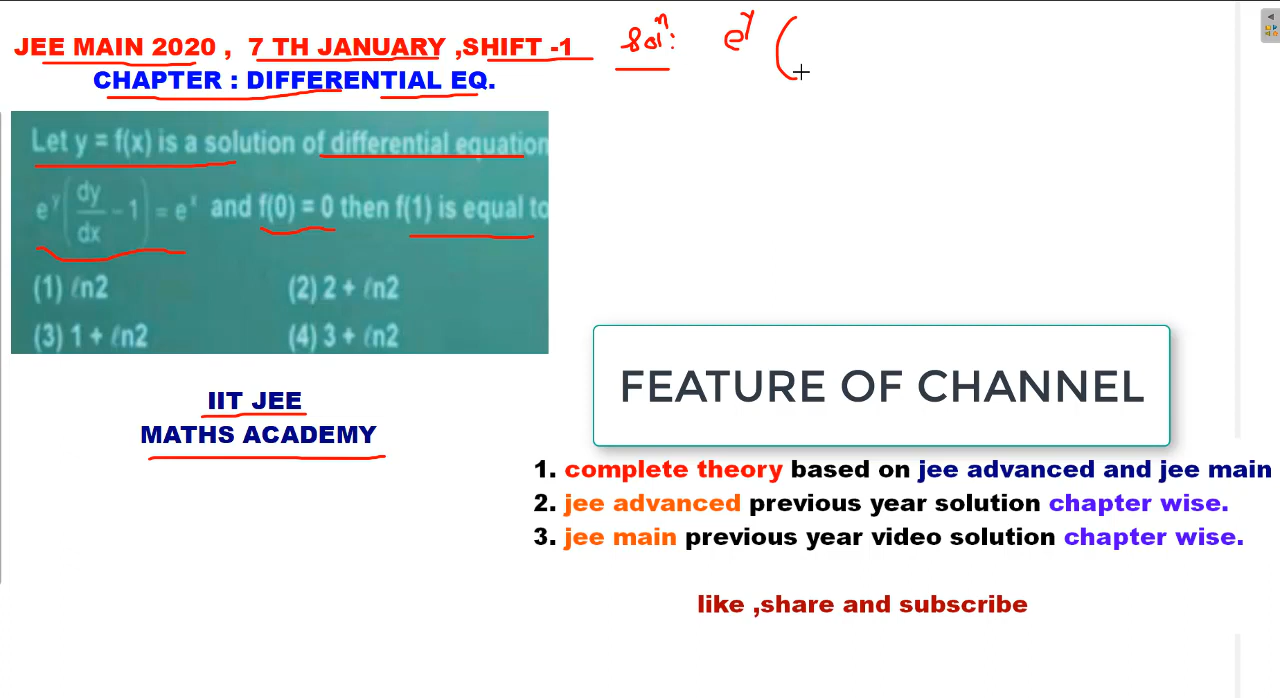 JEE MAIN 2020 , 7 TH JANUARY ,SHIFT -1
CHAPTER : DIFFERENTIAL EQ.
Solⁿ: e^y (
Let y = f(x) is a solution of differential equation
e^y (dy/dx − 1) = e^x and f(0) = 0 then f(1) is equal to
(1) ℓn2 (2) 2 + ℓn2
(3) 1 + ℓn2 (4) 3 + ℓn2
IIT JEE
MATHS ACADEMY
FEATURE OF CHANNEL
1. complete theory based on jee advanced and jee main
2. jee advanced previous year solution chapter wise.
3. jee main previous year video solution chapter wise.
like ,share and subscribe